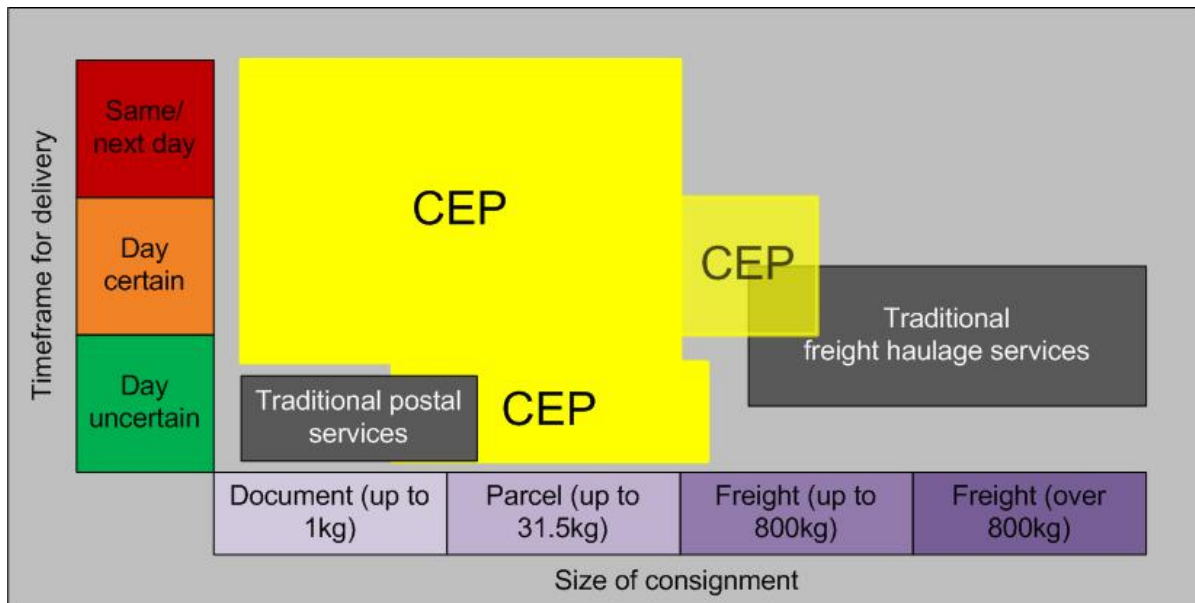 Timeframe for delivery
Same/
next day
Day
certain
Day
uncertain
CEP
CEP
CEP
Traditional
freight haulage services
Traditional postal
services
Document (up to
1kg)
Parcel (up to
31.5kg)
Freight (up to
800kg)
Freight (over
800kg)
Size of consignment